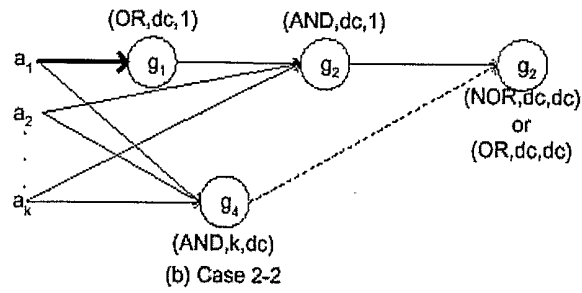 (OR,dc,1)
(AND,dc,1)
a1
g1
g2
g2
a2
(NOR,dc,dc)
or
(OR,dc,dc)
.
.
ak
g4
(AND,k,dc)
(b) Case 2-2